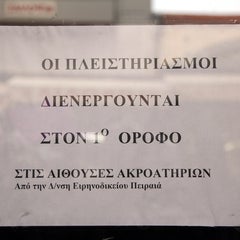 ΟΙ ΠΛΕΙΣΤΗΡΙΑΣΜΟΙ
ΔΙΕΝΕΡΓΟΥΝΤΑΙ
ΣΤΟΝ 1ο ΟΡΟΦΟ
ΣΤΙΣ ΑΙΘΟΥΣΕΣ ΑΚΡΟΑΤΗΡΙΩΝ
Από την Δ/νση Ειρηνοδικείου Πειραιά